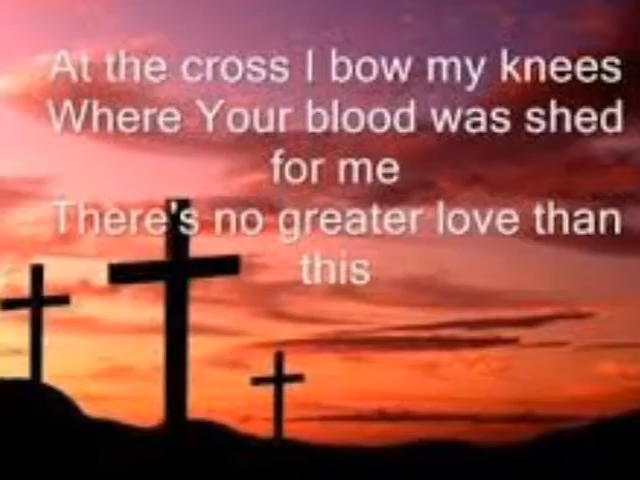 At the cross I bow my knees
Where Your blood was shed
for me
There's no greater love than
this